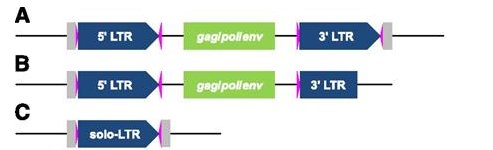 A
5' LTR gag/pol/env 3' LTR
B
5' LTR gag/pol/env 3' LTR
C
solo-LTR